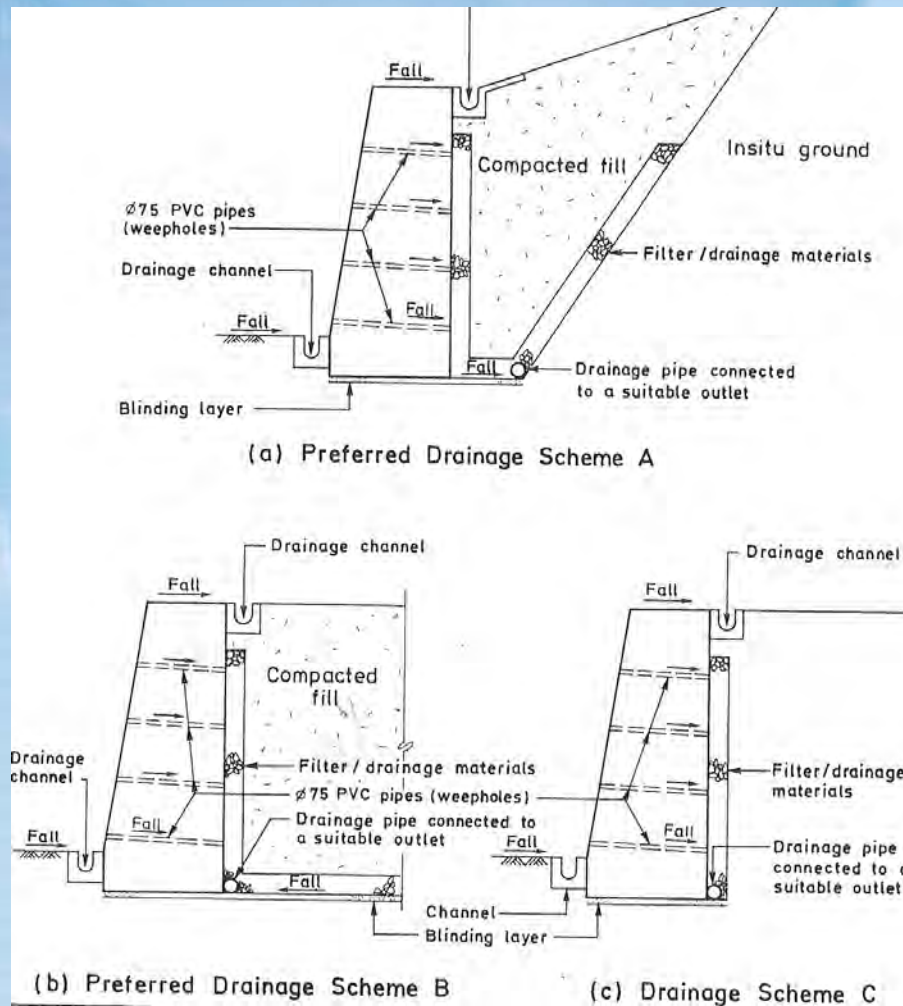 Fall
Insitu ground
Compacted fill
Ø75 PVC pipes
(weepholes)
Drainage channel
Filter/drainage materials
Fall
Fall
Fall
Drainage pipe connected
to a suitable outlet
Blinding layer
(a) Preferred Drainage Scheme A
Drainage channel
Drainage channel
Fall
Fall
Compacted
fill
Drainage
channel
Filter/drainage materials
Filter/drainage
materials
Ø75 PVC pipes (weepholes)
Drainage pipe connected to
a suitable outlet
Fall
Fall
Fall
Fall
Fall
Drainage pipe
connected to a
suitable outlet
Channel
Blinding layer
(b) Preferred Drainage Scheme B
(c) Drainage Scheme C